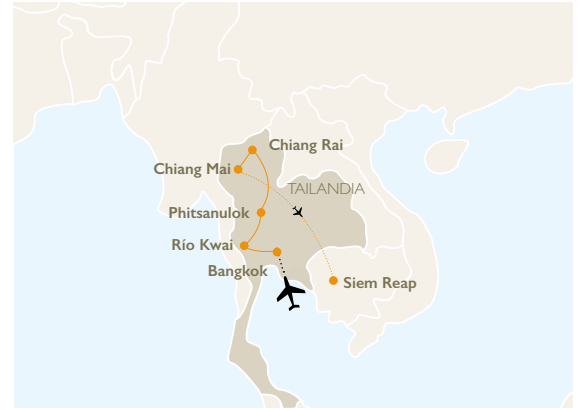 Chiang Rai
Chiang Mai
TAILANDIA
Phitsanulok
Río Kwai
Bangkok
Siem Reap